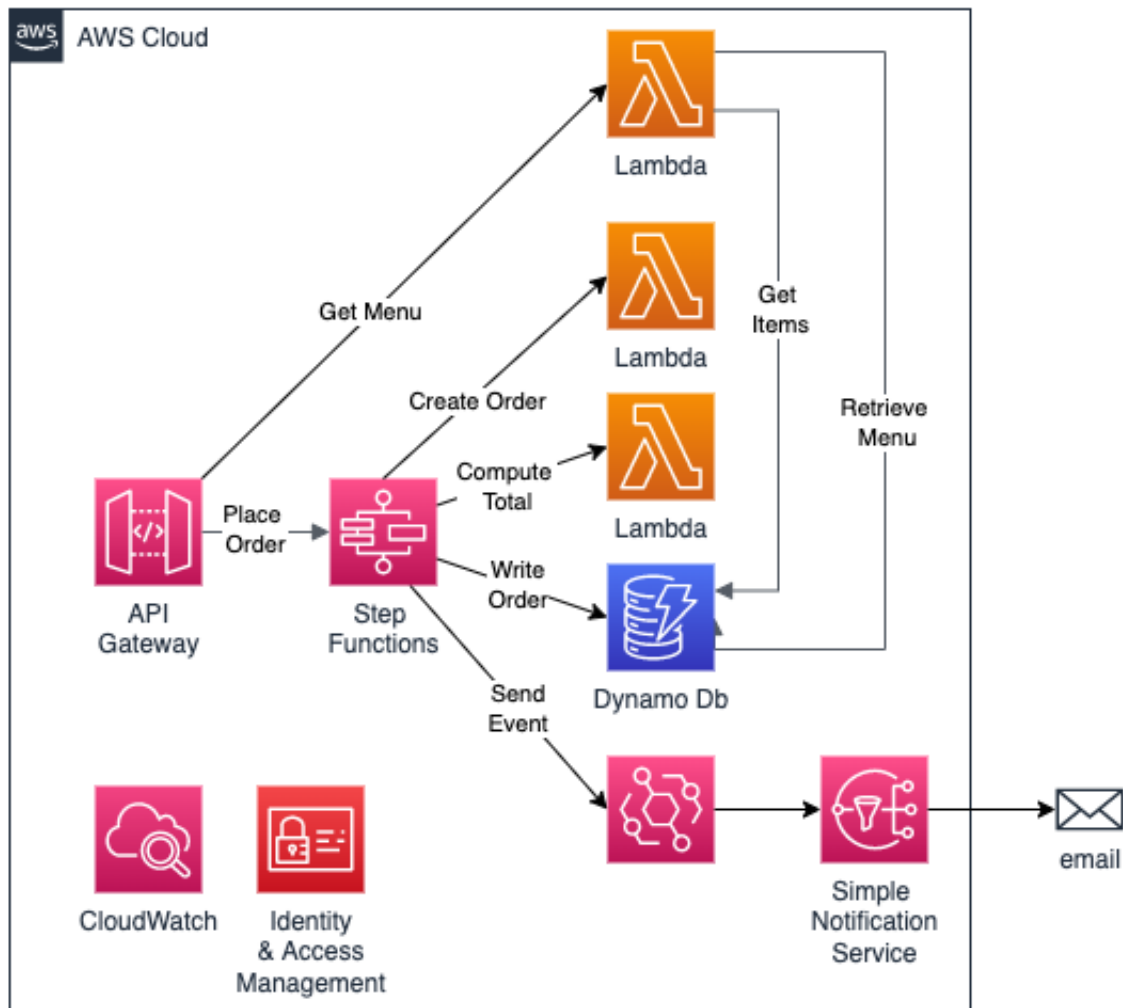 aws
AWS Cloud
Lambda
Get Menu
Lambda
Get
Items
Create Order
Retrieve
Menu
Compute
Total
Lambda
Place
Order
Write
Order
API
Gateway
Step
Functions
Dynamo Db
Send
Event
</>
CloudWatch
Identity
& Access
Management
Simple
Notification
Service
email